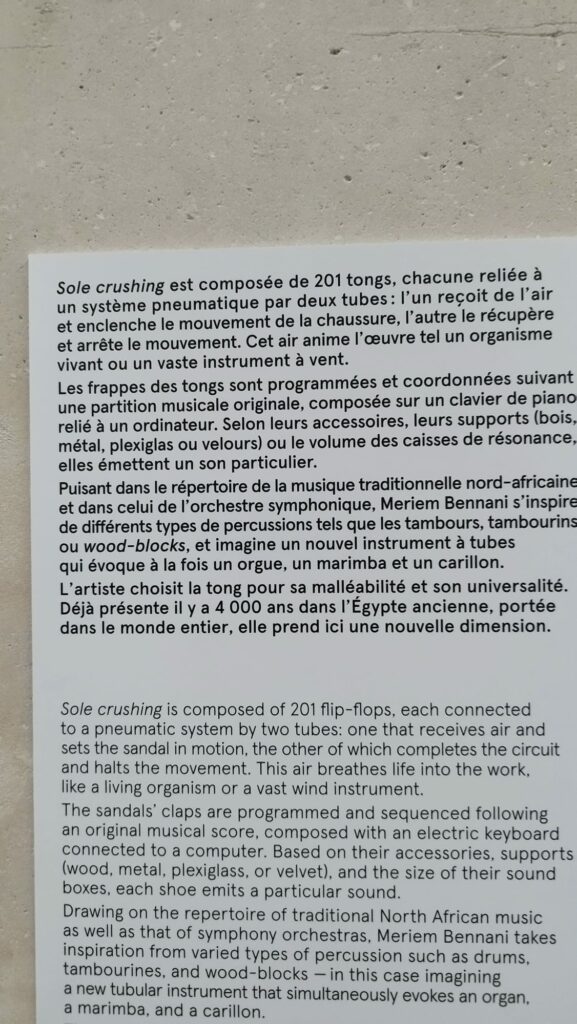 Sole crushing est composée de 201 tongs, chacune reliée à
un système pneumatique par deux tubes : l'un reçoit de l'air
et enclenche le mouvement de la chaussure, l'autre le récupère
et arrête le mouvement. Cet air anime l'œuvre tel un organisme
vivant ou un vaste instrument à vent.
Les frappes des tongs sont programmées et coordonnées suivant
une partition musicale originale, composée sur un clavier de piano
relié à un ordinateur. Selon leurs accessoires, leurs supports (bois,
métal, plexiglas ou velours) ou le volume des caisses de résonance,
elles émettent un son particulier.
Puisant dans le répertoire de la musique traditionnelle nord-africaine
et dans celui de l'orchestre symphonique, Meriem Bennani s'inspire
de différents types de percussions tels que les tambours, tambourins
ou wood-blocks, et imagine un nouvel instrument à tubes
qui évoque à la fois un orgue, un marimba et un carillon.
L'artiste choisit la tong pour sa malléabilité et son universalité.
Déjà présente il y a 4 000 ans dans l'Égypte ancienne, portée
dans le monde entier, elle prend ici une nouvelle dimension.
Sole crushing is composed of 201 flip-flops, each connected
to a pneumatic system by two tubes: one that receives air and
sets the sandal in motion, the other of which completes the circuit
and halts the movement. This air breathes life into the work,
like a living organism or a vast wind instrument.
The sandals' claps are programmed and sequenced following
an original musical score, composed with an electric keyboard
connected to a computer. Based on their accessories, supports
(wood, metal, plexiglass, or velvet), and the size of their sound
boxes, each shoe emits a particular sound.
Drawing on the repertoire of traditional North African music
as well as that of symphony orchestras, Meriem Bennani takes
inspiration from varied types of percussion such as drums,
tambourines, and wood-blocks — in this case imagining
a new tubular instrument that simultaneously evokes an organ,
a marimba, and a carillon.